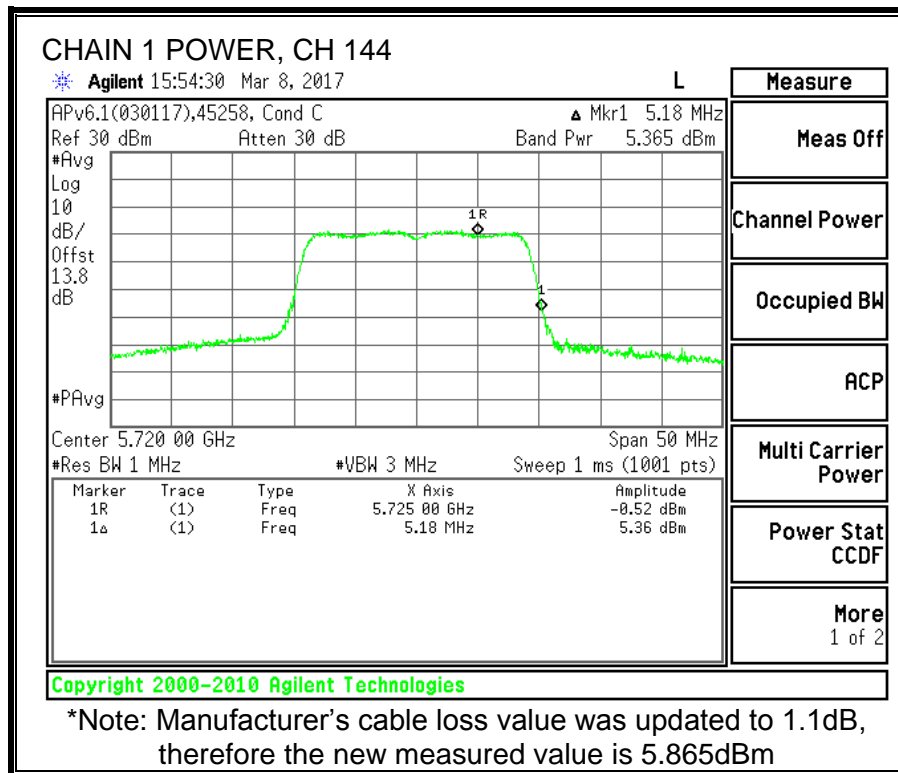 CHAIN 1 POWER, CH 144
Agilent 15:54:30 Mar 8, 2017 L
APv6.1(030117),45258, Cond C ▵ Mkr1 5.18 MHz
Ref 30 dBm Atten 30 dB Band Pwr 5.365 dBm
#Avg
Log
10
dB/
Offst
13.8
dB
#PAvg
1R
1
Center 5.720 00 GHz Span 50 MHz
#Res BW 1 MHz #VBW 3 MHz Sweep 1 ms (1001 pts)
Marker Trace Type X Axis Amplitude
1R (1) Freq 5.725 00 GHz -0.52 dBm
1▵ (1) Freq 5.18 MHz 5.36 dBm
Measure
Meas Off
Channel Power
Occupied BW
ACP
Multi Carrier
Power
Power Stat
CCDF
More
1 of 2
Copyright 2000-2010 Agilent Technologies
*Note: Manufacturer’s cable loss value was updated to 1.1dB,
therefore the new measured value is 5.865dBm